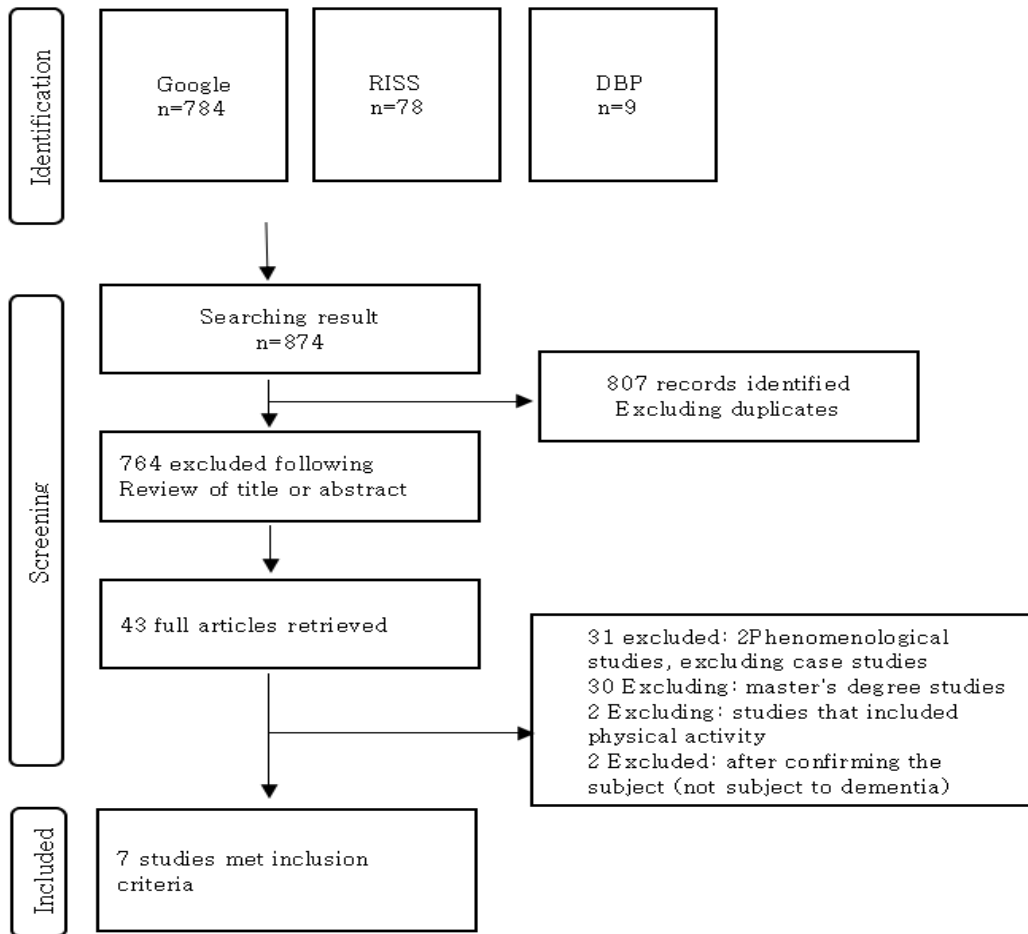 Identification
Google
n=784
RISS
n=78
DBP
n=9
Screening
Searching result
n=874
807 records identified
Excluding duplicates
764 excluded following
Review of title or abstract
43 full articles retrieved
31 excluded: 2Phenomenological
studies, excluding case studies
30 Excluding: master's degree studies
2 Excluding: studies that included
physical activity
2 Excluded: after confirming the
subject (not subject to dementia)
Included
7 studies met inclusion
criteria